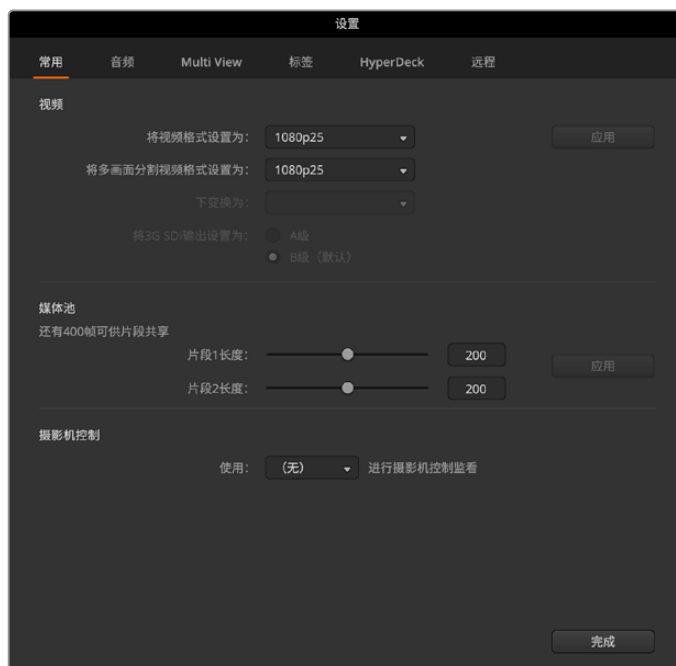 设置
常用 音频 Multi View 标签 HyperDeck 远程
视频
将视频格式设置为： 1080p25 应用
将多画面分割视频格式设置为： 1080p25
下变换为：
将3G SDI输出设置为： A级
B级（默认）
媒体池
还有400帧可供片段共享
片段1长度： 200 应用
片段2长度： 200
摄影机控制
使用： （无） 进行摄影机控制监看
完成